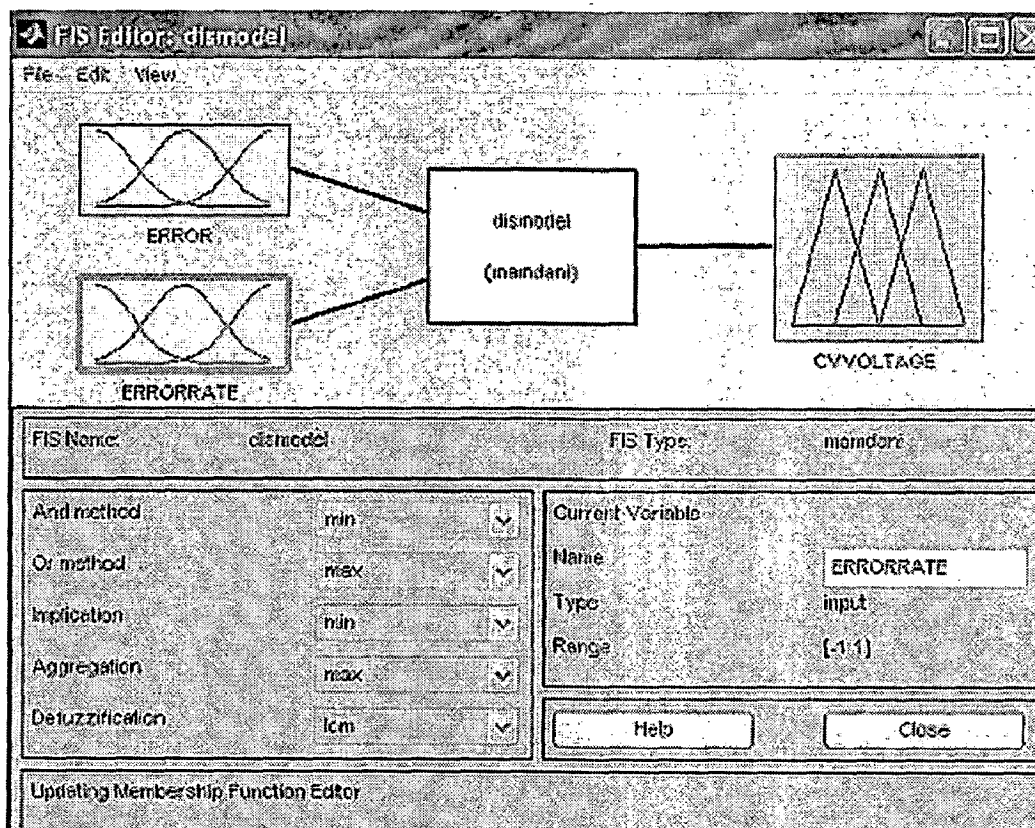 FIS Editor: dismodel
File Edit View
ERROR
ERRORRATE
dismodel
(mamdani)
CVVOLTAGE
FIS Name: dismodel FIS Type: mamdani
And method min
Or method max
Implication min
Aggregation max
Defuzzification lom
Current Variable
Name ERRORRATE
Type input
Range [-1 1]
Help Close
Updating Membership Function Editor